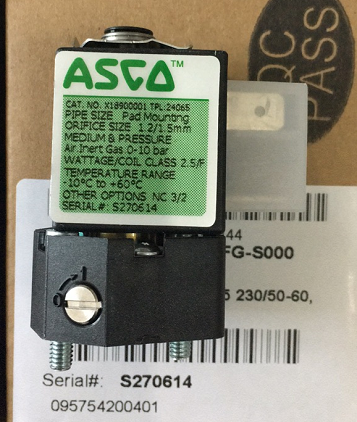 ASCO™
CAT. NO. X18900001 TPL:24065
PIPE SIZE Pad Mounting
ORIFICE SIZE 1.2/1.5mm
MEDIUM & PRESSURE
Air.Inert Gas 0-10 bar
WATTAGE/COIL CLASS 2.5/F
TEMPERATURE RANGE
-10°C to +60°C
OTHER OPTIONS NC 3/2
SERIAL#: S270614
QC
PASS
44
FG-S000
5 230/50-60,
0 1
Serial#: S270614
095754200401